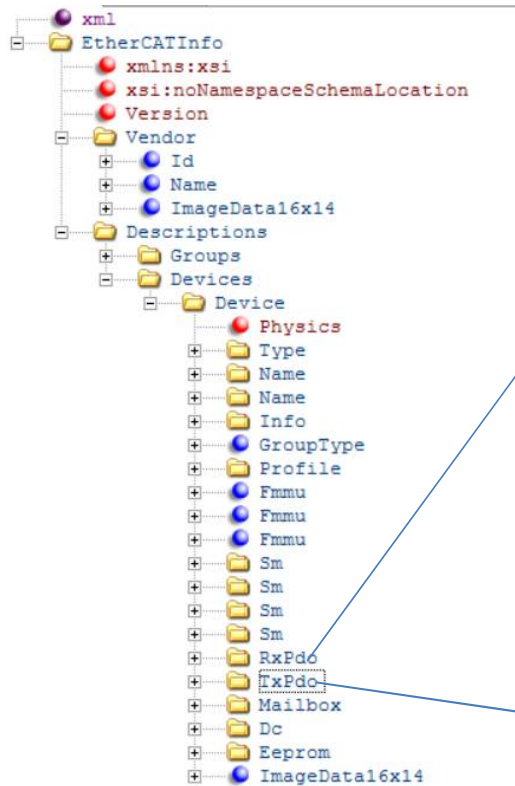 xml
EtherCATInfo
xmlns:xsi
xsi:noNamespaceSchemaLocation
Version
Vendor
Id
Name
ImageData16x14
Descriptions
Groups
Devices
Device
Physics
Type
Name
Name
Info
GroupType
Profile
Fmmu
Fmmu
Fmmu
Sm
Sm
Sm
Sm
RxPdo
TxPdo
Mailbox
Dc
Eeprom
ImageData16x14